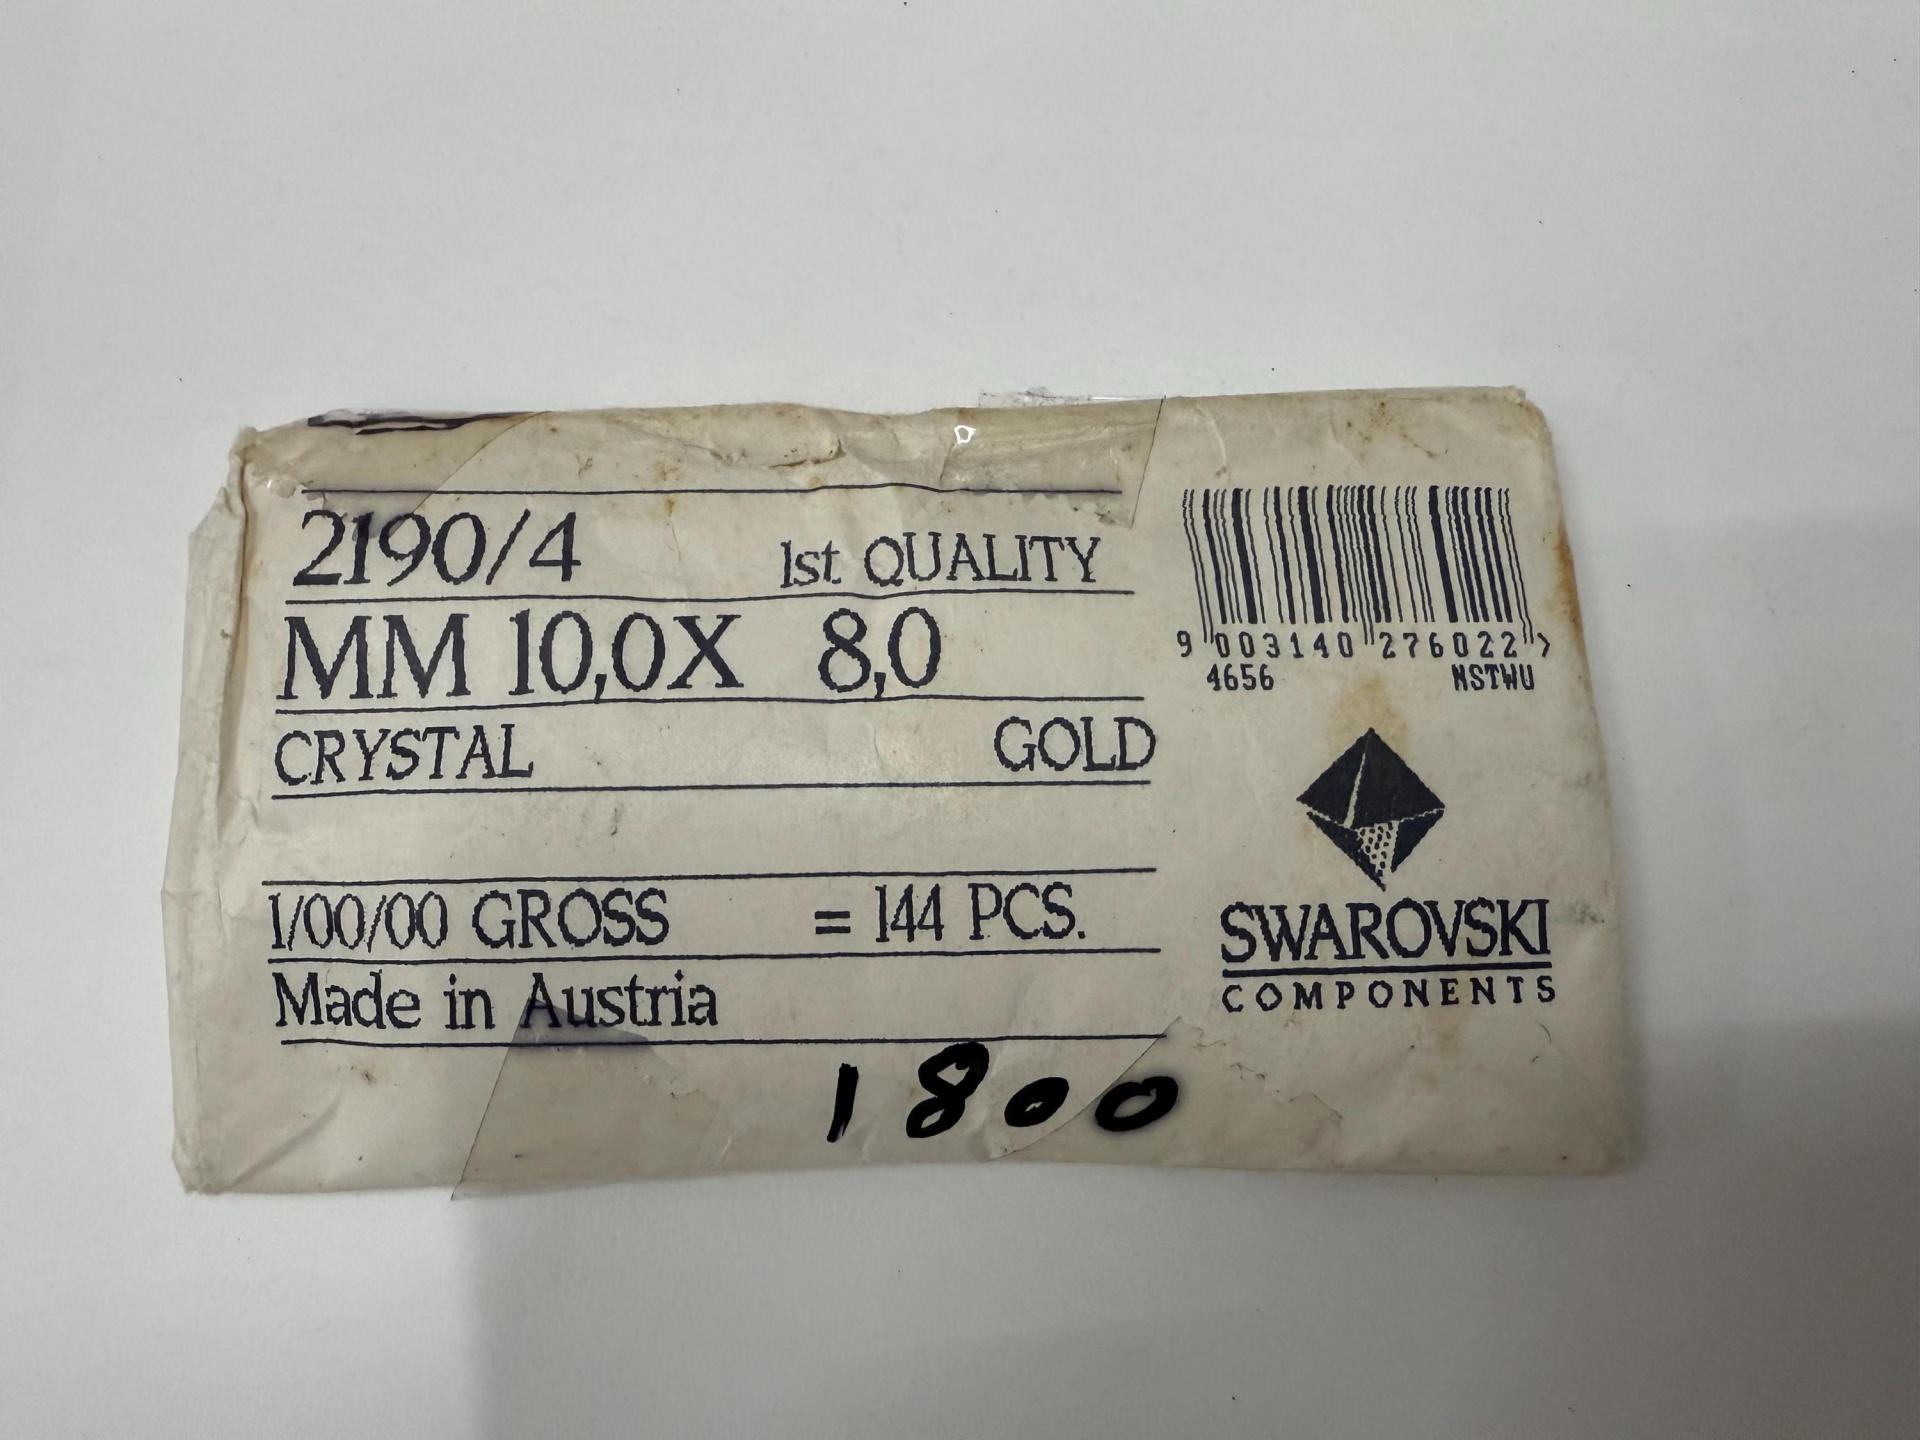 2190/4 1st QUALITY
MM 10,0X 8,0
CRYSTAL GOLD
1/00/00 GROSS = 144 PCS.
Made in Austria
1800
9 003140 276022 >
4656 NSTWU
SWAROVSKI
COMPONENTS